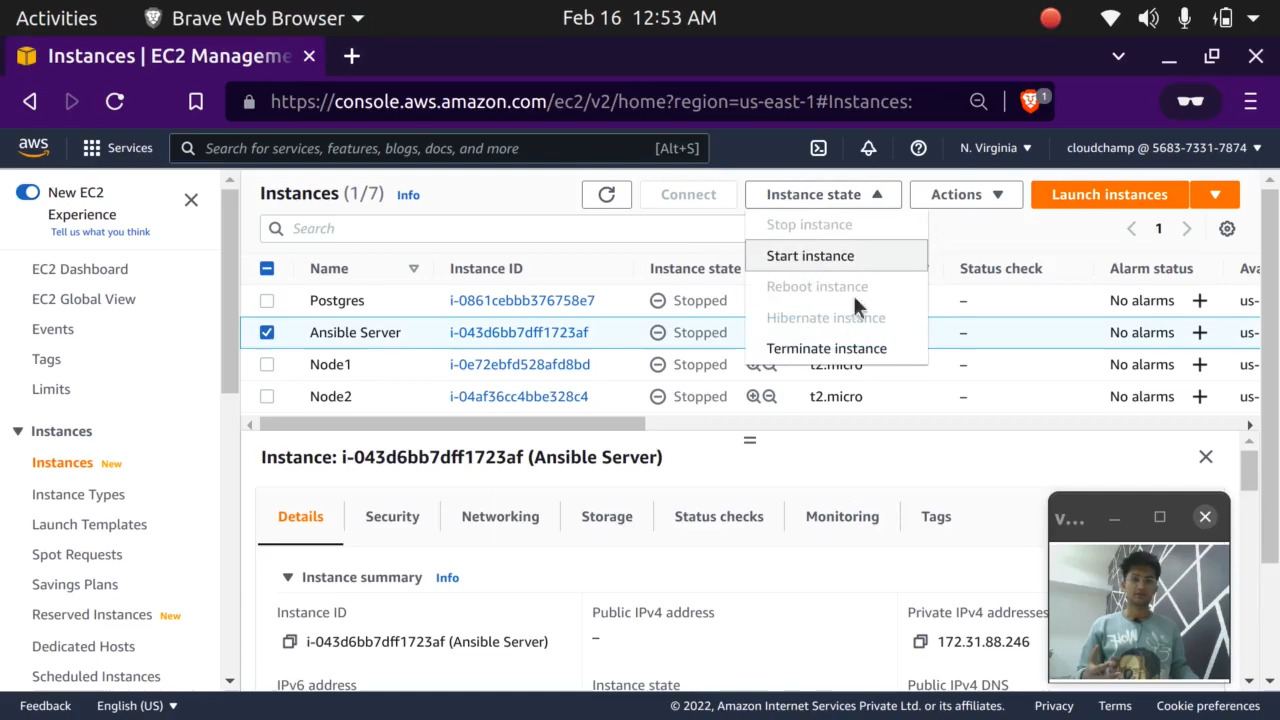 Activities Brave Web Browser Feb 16 12:53 AM
Instances | EC2 Manageme
https://console.aws.amazon.com/ec2/v2/home?region=us-east-1#Instances: 1
aws Services Search for services, features, blogs, docs, and more [Alt+S] N. Virginia cloudchamp @ 5683-7331-7874
New EC2 Experience
Tell us what you think
EC2 Dashboard
EC2 Global View
Events
Tags
Limits
Instances
Instances New
Instance Types
Launch Templates
Spot Requests
Savings Plans
Reserved Instances New
Dedicated Hosts
Scheduled Instances
Instances (1/7) Info Connect Instance state Actions Launch instances
Search 1
Stop instance
Start instance
Reboot instance
Hibernate instance
Terminate instance
Name Instance ID Instance state Status check Alarm status Ava
Postgres i-0861cebbb376758e7 Stopped – No alarms + us-
Ansible Server i-043d6bb7dff1723af Stopped – No alarms + us-
Node1 i-0e72ebfd528afd8bd Stopped t2.micro – No alarms + us-
Node2 i-04af36cc4bbe328c4 Stopped t2.micro – No alarms + us-
Instance: i-043d6bb7dff1723af (Ansible Server)
Details Security Networking Storage Status checks Monitoring Tags
Instance summary Info
Instance ID Public IPv4 address Private IPv4 addresses
i-043d6bb7dff1723af (Ansible Server) – 172.31.88.246
IPv6 address Instance state Public IPv4 DNS
v...
Feedback English (US) © 2022, Amazon Internet Services Private Ltd. or its affiliates. Privacy Terms Cookie preferences